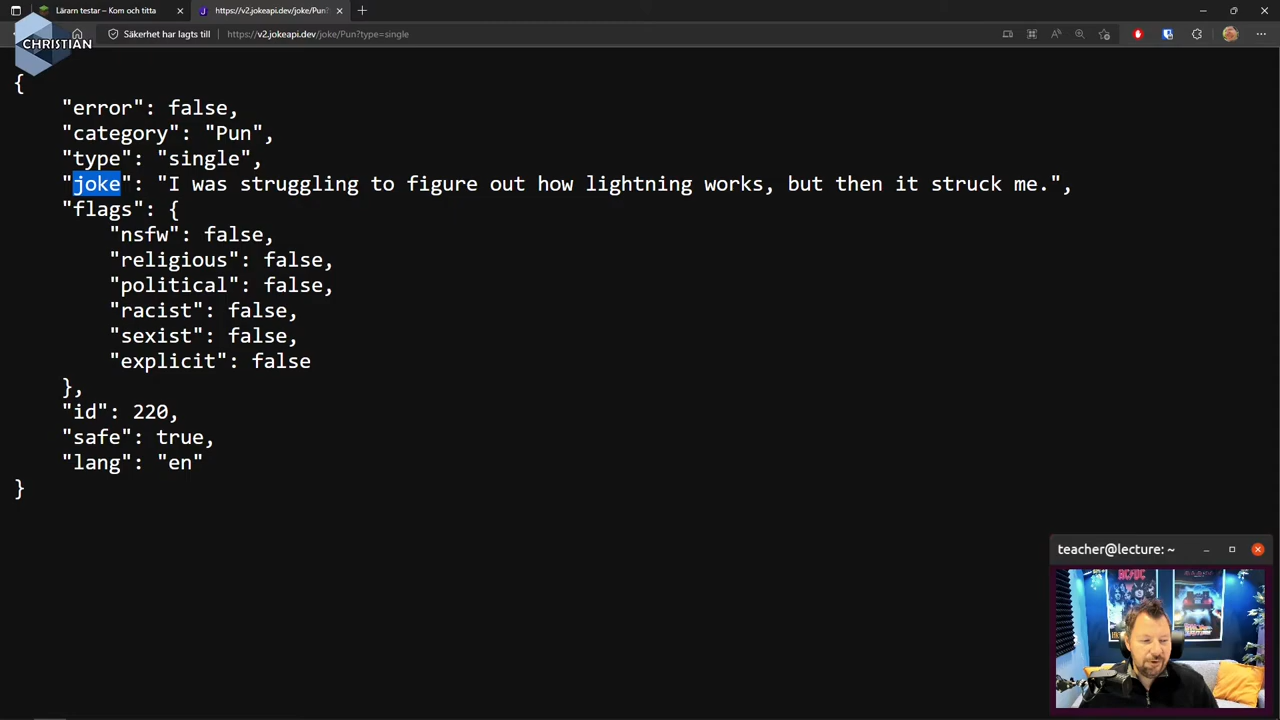 Lärarn testar – Kom och titta
https://v2.jokeapi.dev/joke/Pun?
CHRISTIAN
Säkerhet har lagts till
https://v2.jokeapi.dev/joke/Pun?type=single
{
"error": false,
"category": "Pun",
"type": "single",
"joke": "I was struggling to figure out how lightning works, but then it struck me.",
"flags": {
"nsfw": false,
"religious": false,
"political": false,
"racist": false,
"sexist": false,
"explicit": false
},
"id": 220,
"safe": true,
"lang": "en"
}
teacher@lecture: ~
AC/DC